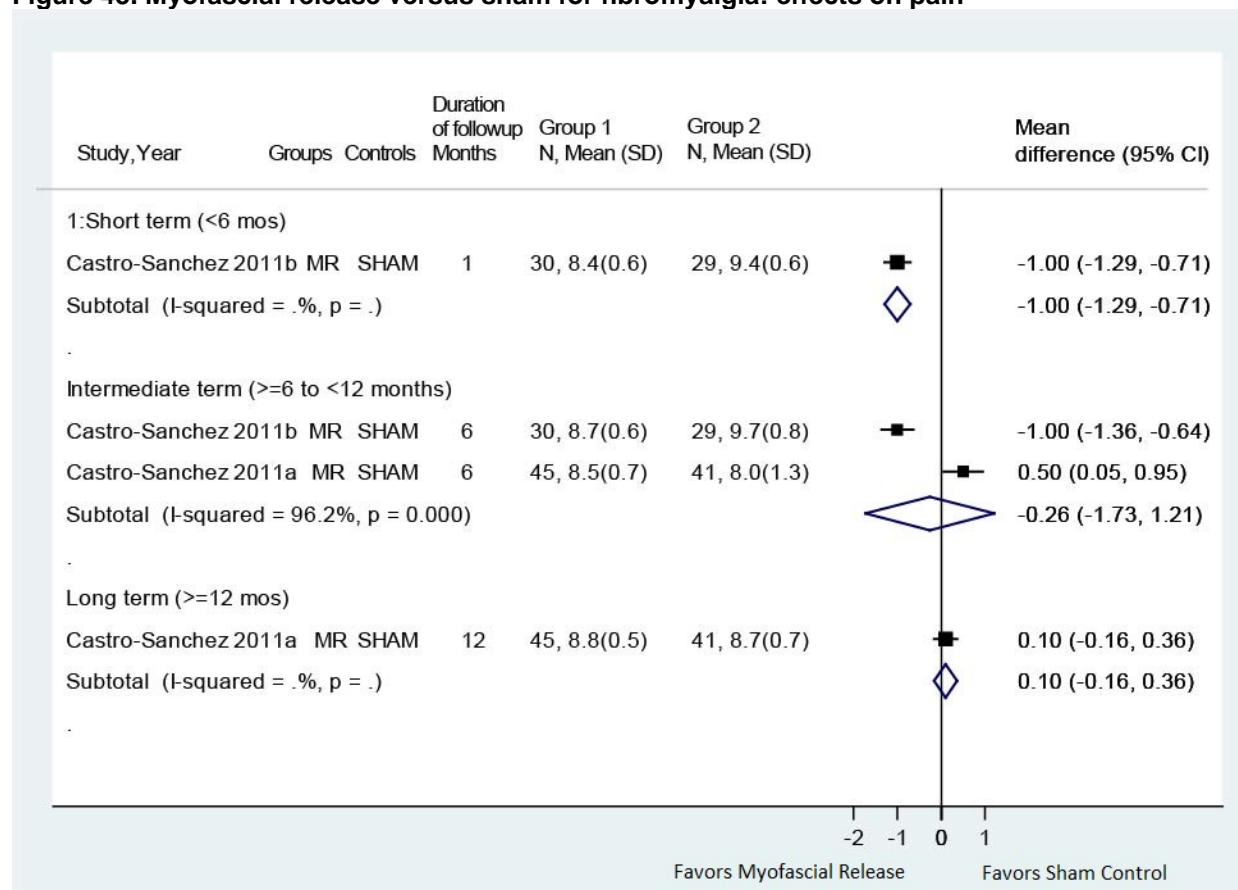 Figure 48. Myofascial release versus sham for fibromyalgia: effects on pain
Duration
of followup Group 1 Group 2 Mean
Study,Year Groups Controls Months N, Mean (SD) N, Mean (SD) difference (95% CI)
1:Short term (<6 mos)
Castro-Sanchez 2011b MR SHAM 1 30, 8.4(0.6) 29, 9.4(0.6) -1.00 (-1.29, -0.71)
Subtotal (I-squared = .%, p = .) -1.00 (-1.29, -0.71)
.
Intermediate term (>=6 to <12 months)
Castro-Sanchez 2011b MR SHAM 6 30, 8.7(0.6) 29, 9.7(0.8) -1.00 (-1.36, -0.64)
Castro-Sanchez 2011a MR SHAM 6 45, 8.5(0.7) 41, 8.0(1.3) 0.50 (0.05, 0.95)
Subtotal (I-squared = 96.2%, p = 0.000) -0.26 (-1.73, 1.21)
.
Long term (>=12 mos)
Castro-Sanchez 2011a MR SHAM 12 45, 8.8(0.5) 41, 8.7(0.7) 0.10 (-0.16, 0.36)
Subtotal (I-squared = .%, p = .) 0.10 (-0.16, 0.36)
.
-2 -1 0 1
Favors Myofascial Release Favors Sham Control